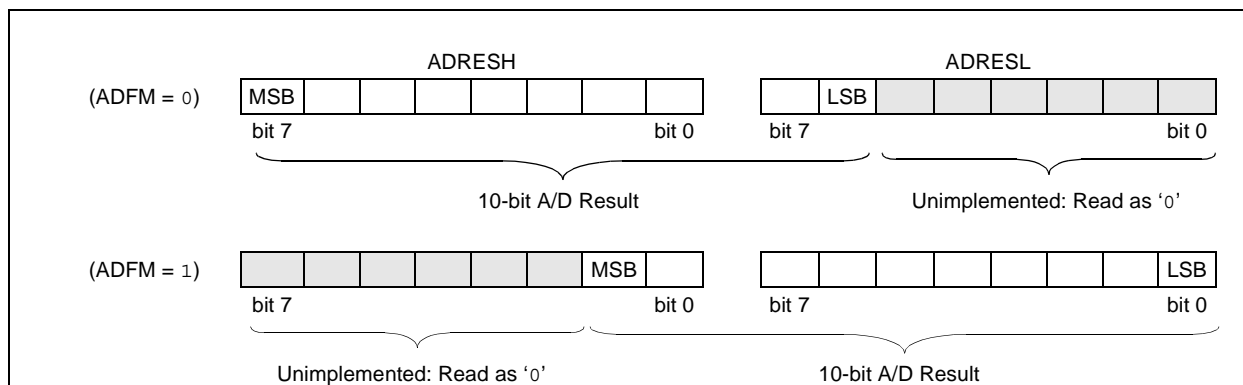 ADRESH ADRESL
(ADFM = 0) MSB LSB
bit 7 bit 0 bit 7 bit 0
10-bit A/D Result Unimplemented: Read as ‘0’
(ADFM = 1) MSB LSB
bit 7 bit 0 bit 7 bit 0
Unimplemented: Read as ‘0’ 10-bit A/D Result